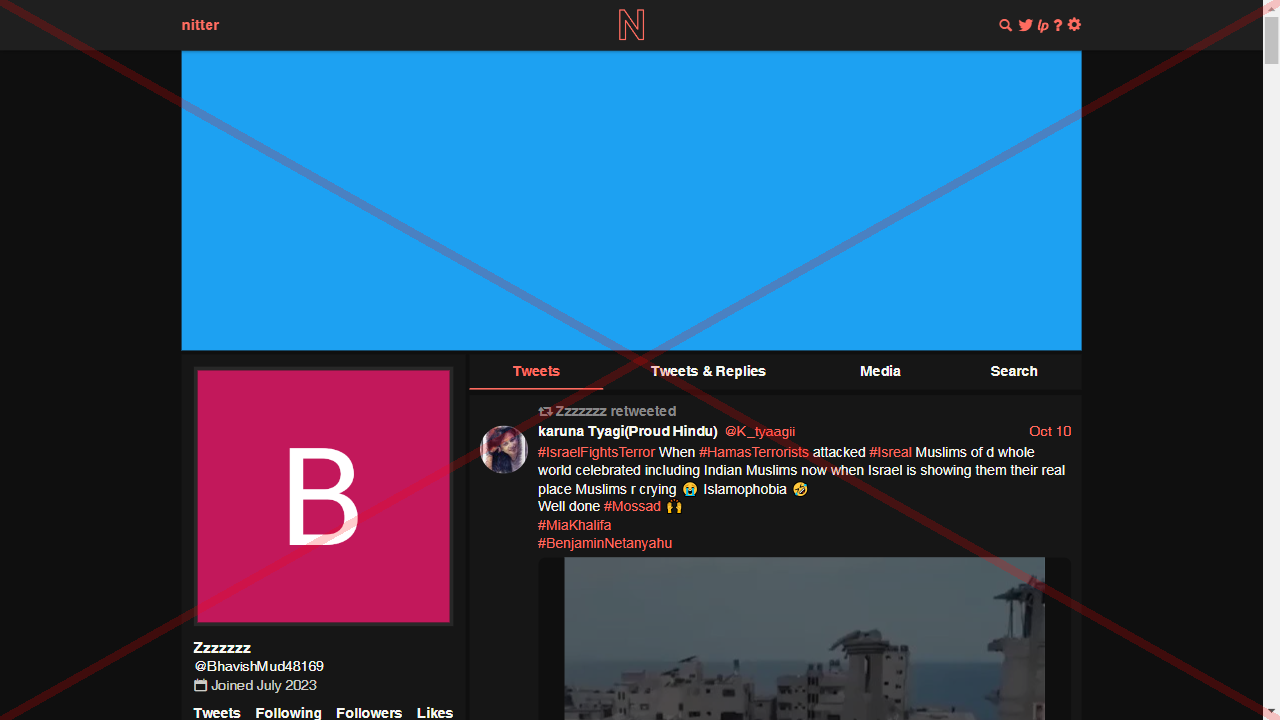 nitter
N
lp ?
Tweets
Tweets & Replies
Media
Search
Zzzzzzz retweeted
karuna Tyagi(Proud Hindu) @K_tyaagii Oct 10
#IsraelFightsTerror When #HamasTerrorists attacked #Isreal Muslims of d whole
world celebrated including Indian Muslims now when Israel is showing them their real
place Muslims r crying 😭 Islamophobia 🤣
Well done #Mossad 🙌
#MiaKhalifa
#BenjaminNetanyahu
B
Zzzzzzz
@BhavishMud48169
Joined July 2023
Tweets Following Followers Likes